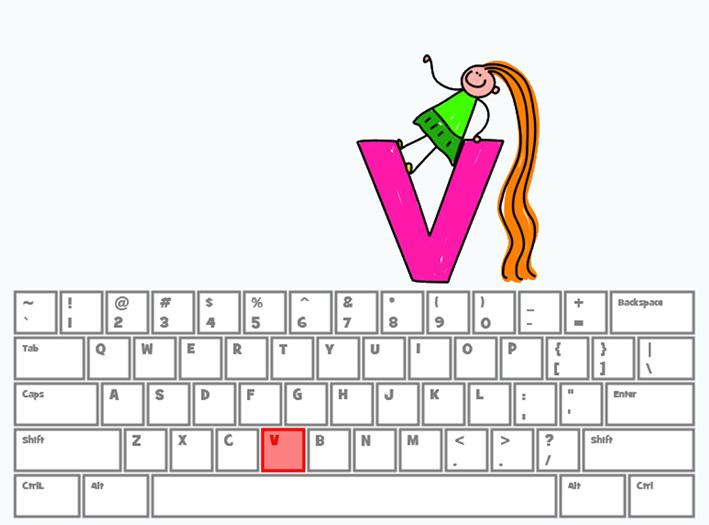 V
~ ! @ # $ % ^ & * ( ) _ + Backspace
` 1 2 3 4 5 6 7 8 9 0 - =
Tab Q W E R T Y U I O P { } |
[ ] \
Caps A S D F G H J K L : " Enter
; '
Shift Z X C V B N M < > ? Shift
, . /
CtrlL Alt Alt Ctrl